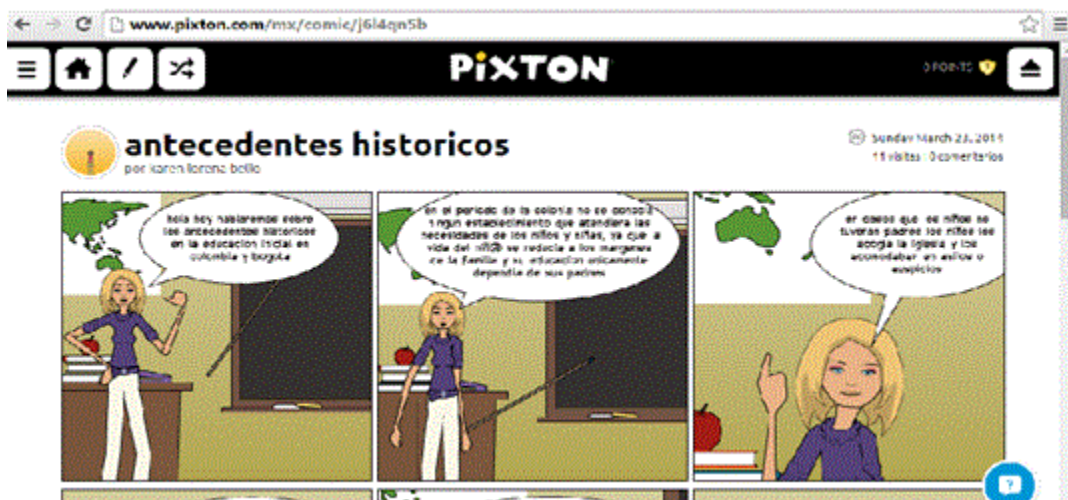 www.pixton.com/mx/comic/j6l4qn5b
PiXTON
0 POINTS
antecedentes historicos
por karen lorena bello
Sunday March 23, 2014
11 visitas 0 comentarios
hola hoy hablaremos sobre
los antecedentes historicos
en la educacion inicial en
colombia y bogota
en el periodo de la colonia no se conocia
ningun establecimiento que atendiera las
necesidades de los niños y niñas, ya que a
vida del niño se reducia a los margenes
de la familia y su educacion unicamente
dependia de sus padres
en casos que los niños no
tuvieran padres los niños los
acogia la iglesia y los
acomodaban en asilos o
auspicios